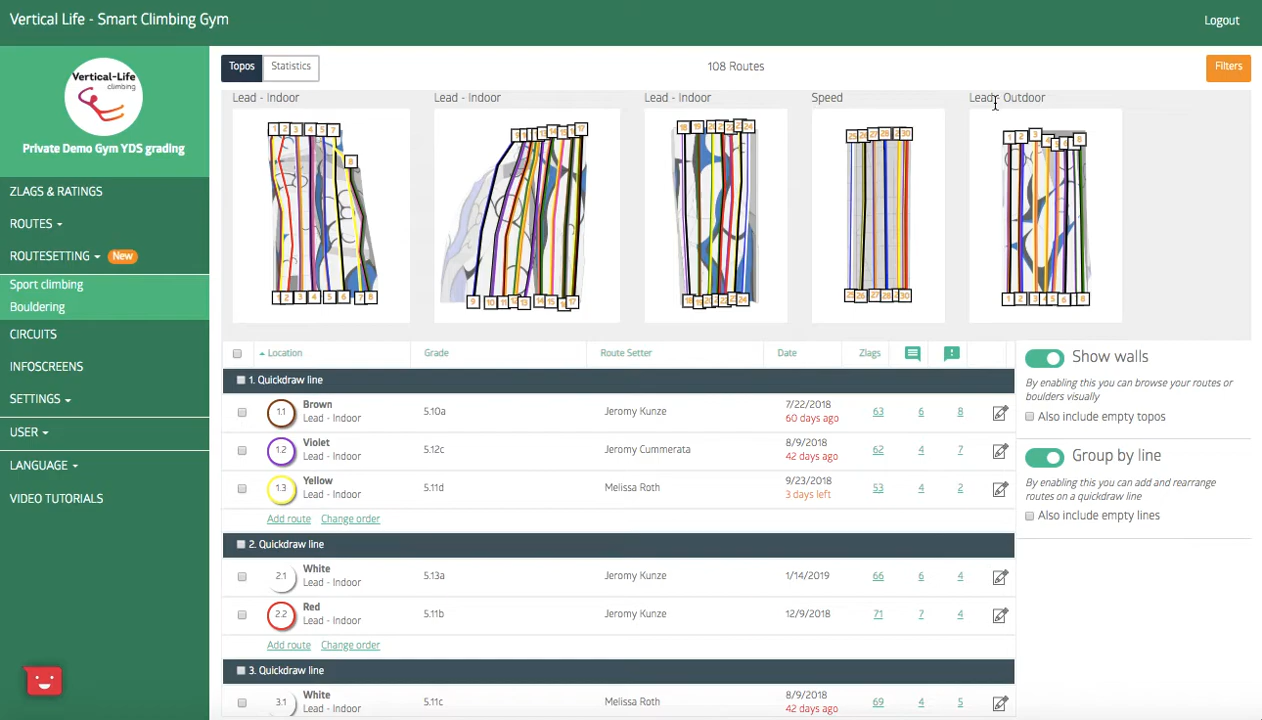 Vertical Life - Smart Climbing Gym
Logout
Vertical-Life
climbing
Private Demo Gym YDS grading
ZLAGS & RATINGS
ROUTES
ROUTESETTING New
Sport climbing
Bouldering
CIRCUITS
INFOSCREENS
SETTINGS
USER
LANGUAGE
VIDEO TUTORIALS
Topos Statistics
108 Routes
Filters
Lead - Indoor
Lead - Indoor
Lead - Indoor
Speed
Lead - Outdoor
Location Grade Route Setter Date Zlags
1. Quickdraw line
1.1 Brown 5.10a Jeromy Kunze 7/22/2018 63 6 8
Lead - Indoor 60 days ago
1.2 Violet 5.12c Jeromy Cummerata 8/9/2018 62 4 7
Lead - Indoor 42 days ago
1.3 Yellow 5.11d Melissa Roth 9/23/2018 53 4 2
Lead - Indoor 3 days left
Add route Change order
2. Quickdraw line
2.1 White 5.13a Jeromy Kunze 1/14/2019 66 6 4
Lead - Indoor
2.2 Red 5.11b Jeromy Kunze 12/9/2018 71 7 4
Lead - Indoor
Add route Change order
3. Quickdraw line
3.1 White 5.11c Melissa Roth 8/9/2018 69 4 5
Lead - Indoor 42 days ago
Show walls
By enabling this you can browse your routes or
boulders visually
Also include empty topos
Group by line
By enabling this you can add and rearrange
routes on a quickdraw line
Also include empty lines